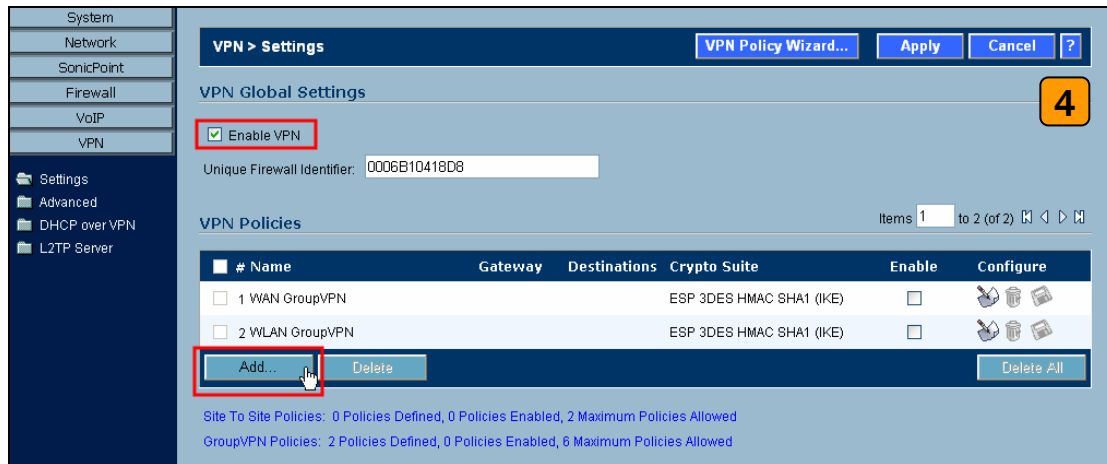 System
Network
SonicPoint
Firewall
VoIP
VPN
Settings
Advanced
DHCP over VPN
L2TP Server
VPN > Settings VPN Policy Wizard... Apply Cancel ?
4
VPN Global Settings
Enable VPN
Unique Firewall Identifier: 0006B10418D8
VPN Policies Items 1 to 2 (of 2)
# Name Gateway Destinations Crypto Suite Enable Configure
1 WAN GroupVPN ESP 3DES HMAC SHA1 (IKE)
2 WLAN GroupVPN ESP 3DES HMAC SHA1 (IKE)
Add... Delete Delete All
Site To Site Policies: 0 Policies Defined, 0 Policies Enabled, 2 Maximum Policies Allowed
GroupVPN Policies: 2 Policies Defined, 0 Policies Enabled, 6 Maximum Policies Allowed